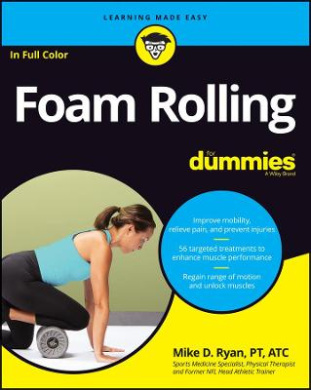 LEARNING MADE EASY
In Full Color
Foam Rolling
for
dummies
A Wiley Brand
Improve mobility,
relieve pain, and prevent injuries
56 targeted treatments to
enhance muscle performance
Regain range of motion
and unlock muscles
Mike D. Ryan, PT, ATC
Sports Medicine Specialist, Physical Therapist
and Former NFL Head Athletic Trainer